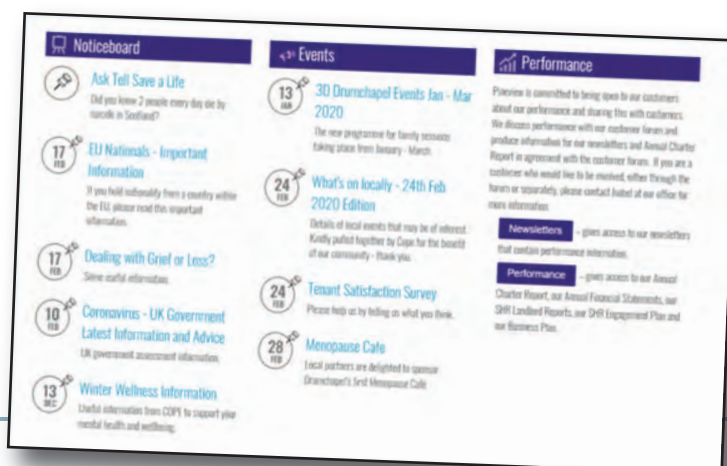 Noticeboard
Ask Tell Save a Life
Did you know 2 people every day die by
suicide in Scotland?
17
FEB
EU Nationals - Important
Information
If you hold nationality from a country within
the EU, please read this important
information.
17
FEB
Dealing with Grief or Loss?
Some useful information.
10
FEB
Coronavirus - UK Government
Latest Information and Advice
UK government assessment information.
13
DEC
Winter Wellness Information
Useful information from COPE to support your
mental health and wellbeing.
Events
13
JAN
3D Drumchapel Events Jan - Mar
2020
The new programme for family sessions
taking place from January - March.
24
FEB
What's on locally - 24th Feb
2020 Edition
Details of local events that may be of interest.
Kindly pulled together by Cope for the benefit
of our community - thank you.
24
FEB
Tenant Satisfaction Survey
Please help us by telling us what you think.
28
FEB
Menopause Cafe
Local partners are delighted to sponsor
Drumchapel's first Menopause Café.
Performance
Pineview is committed to being open to our customers
about our performance and sharing this with customers.
We discuss performance with our customer forum and
produce information for our newsletters and Annual Charter
Report in agreement with the customer forum. If you are a
customer who would like to be involved, either through the
forum or separately, please contact Isabel at our office for
more information.
Newsletters – gives access to our newsletters
that contain performance information.
Performance – gives access to our Annual
Charter Report, our Annual Financial Statements, our
SHR Landlord Reports, our SHR Engagement Plan and
our Business Plan.